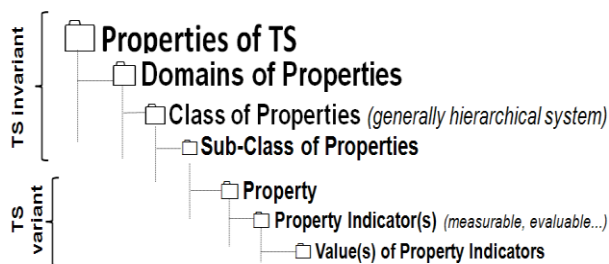 TS invariant
Properties of TS
Domains of Properties
Class of Properties (generally hierarchical system)
Sub-Class of Properties
TS variant
Property
Property Indicator(s) (measurable, evaluable...)
Value(s) of Property Indicators